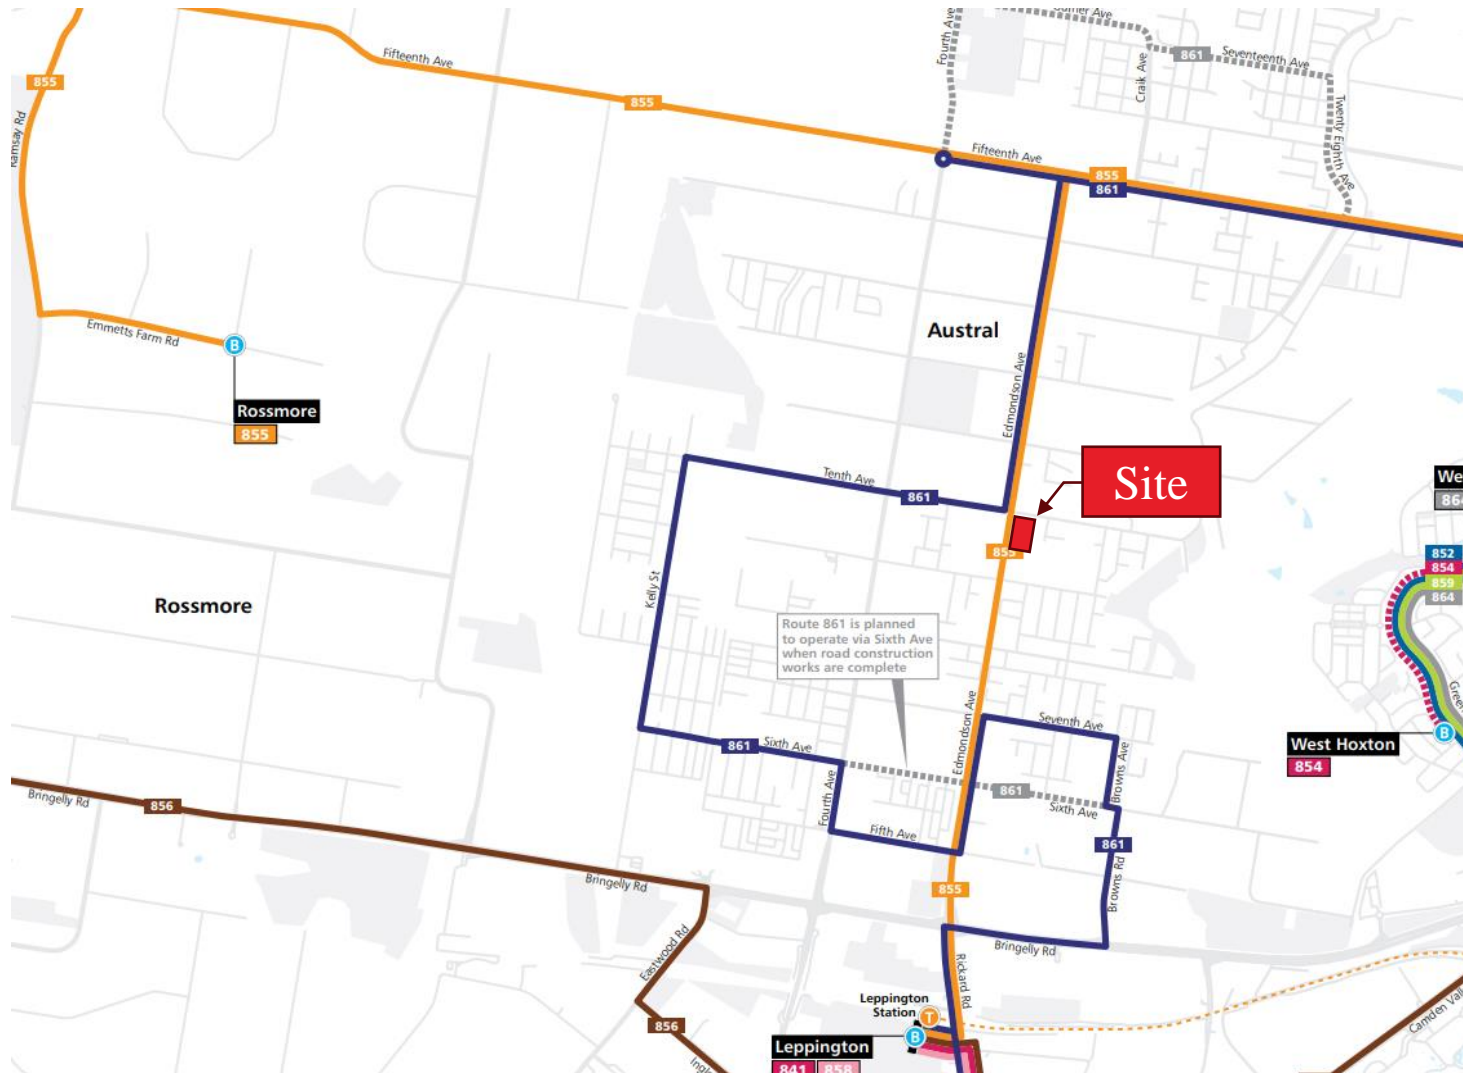 Fourth Ave
Garner Ave
861
Seventeenth Ave
Craik Ave
Twenty Eighth Ave
Fifteenth Ave
855
855
Ramsay Rd
Fifteenth Ave
855
861
Emmetts Farm Rd
B
Rossmore
855
Austral
Edmondson Ave
Tenth Ave
861
Site
855
852
854
859
864
Kelly St
Rossmore
Route 861 is planned
to operate via Sixth Ave
when road construction
works are complete
Edmondson Ave
Seventh Ave
Browns Ave
West Hoxton
854
B
861
Sixth Ave
861
Sixth Ave
Fourth Ave
Fifth Ave
861
Browns Rd
Bringelly Rd
856
Bringelly Rd
855
Bringelly Rd
Rickard Rd
Eastwood Rd
856
Leppington
Station
T
B
Leppington
841 858